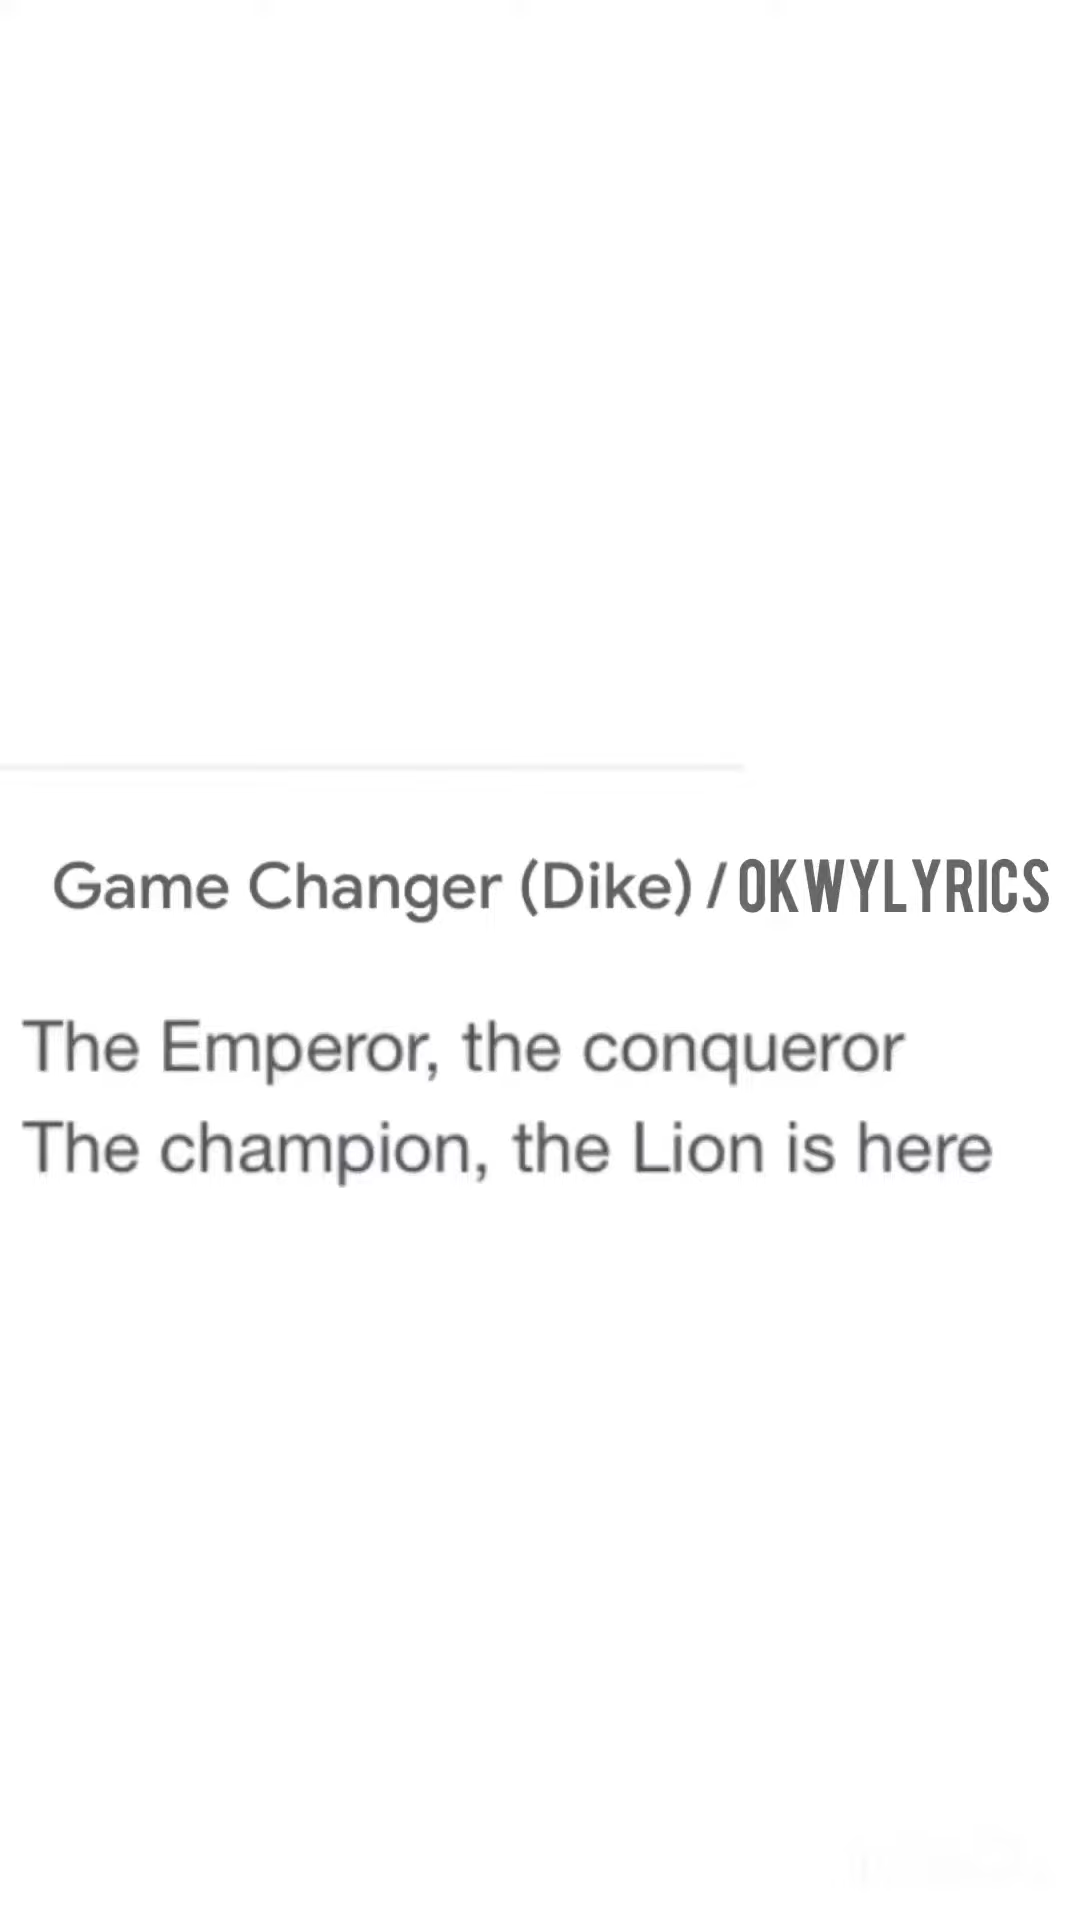 Game Changer (Dike) / OKWYLYRICS
The Emperor, the conqueror
The champion, the Lion is here